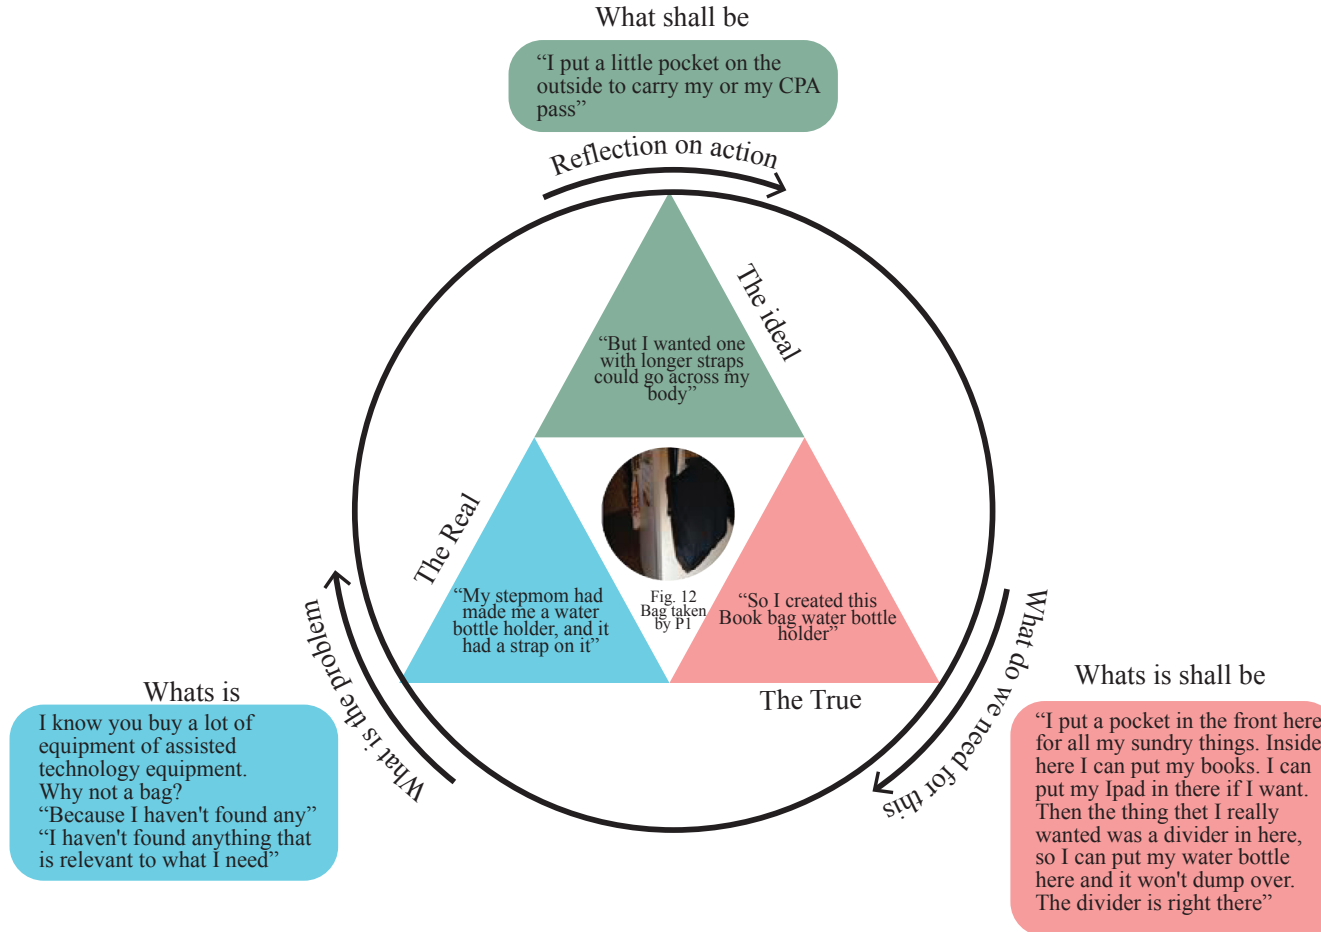 What shall be
“I put a little pocket on the
outside to carry my or my CPA
pass”
Reflection on action
The ideal
“But I wanted one
with longer straps
could go across my
body”
The Real
“My stepmom had
made me a water
bottle holder, and it
had a strap on it”
Fig. 12
Bag taken
by P1
“So I created this
Book bag water bottle
holder”
The True
What is the problem
What do we need for this
Whats is
I know you buy a lot of
equipment of assisted
technology equipment.
Why not a bag?
“Because I haven't found any”
“I haven't found anything that
is relevant to what I need”
Whats is shall be
“I put a pocket in the front here
for all my sundry things. Inside
here I can put my books. I can
put my Ipad in there if I want.
Then the thing thet I really
wanted was a divider in here,
so I can put my water bottle
here and it won't dump over.
The divider is right there”